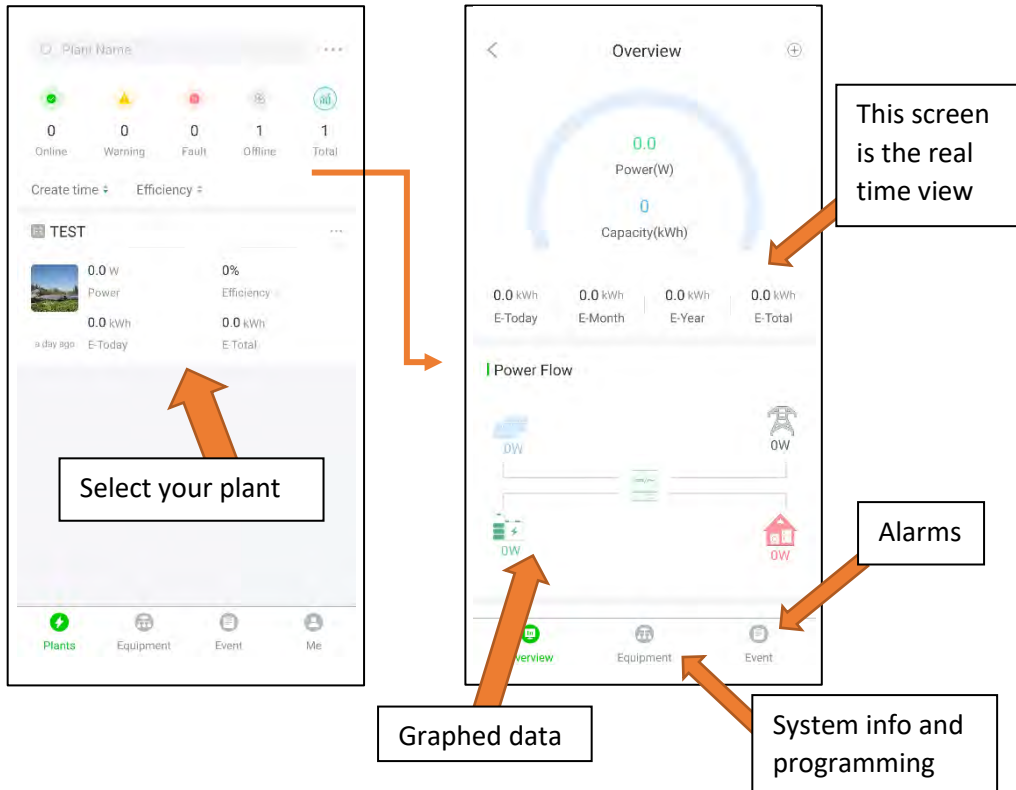 Plant Name
0
0
0
1
1
Online
Warning
Fault
Offline
Total
Create time
Efficiency
TEST
0.0 W
0%
Power
Efficiency
0.0 kWh
0.0 kWh
a day ago
E-Today
E-Total
Select your plant
Plants
Equipment
Event
Me
Overview
0.0
Power(W)
0
Capacity(kWh)
0.0 kWh
0.0 kWh
0.0 kWh
0.0 kWh
E-Today
E-Month
E-Year
E-Total
Power Flow
0W
0W
0W
0W
Overview
Equipment
Event
This screen
is the real
time view
Alarms
Graphed data
System info and
programming